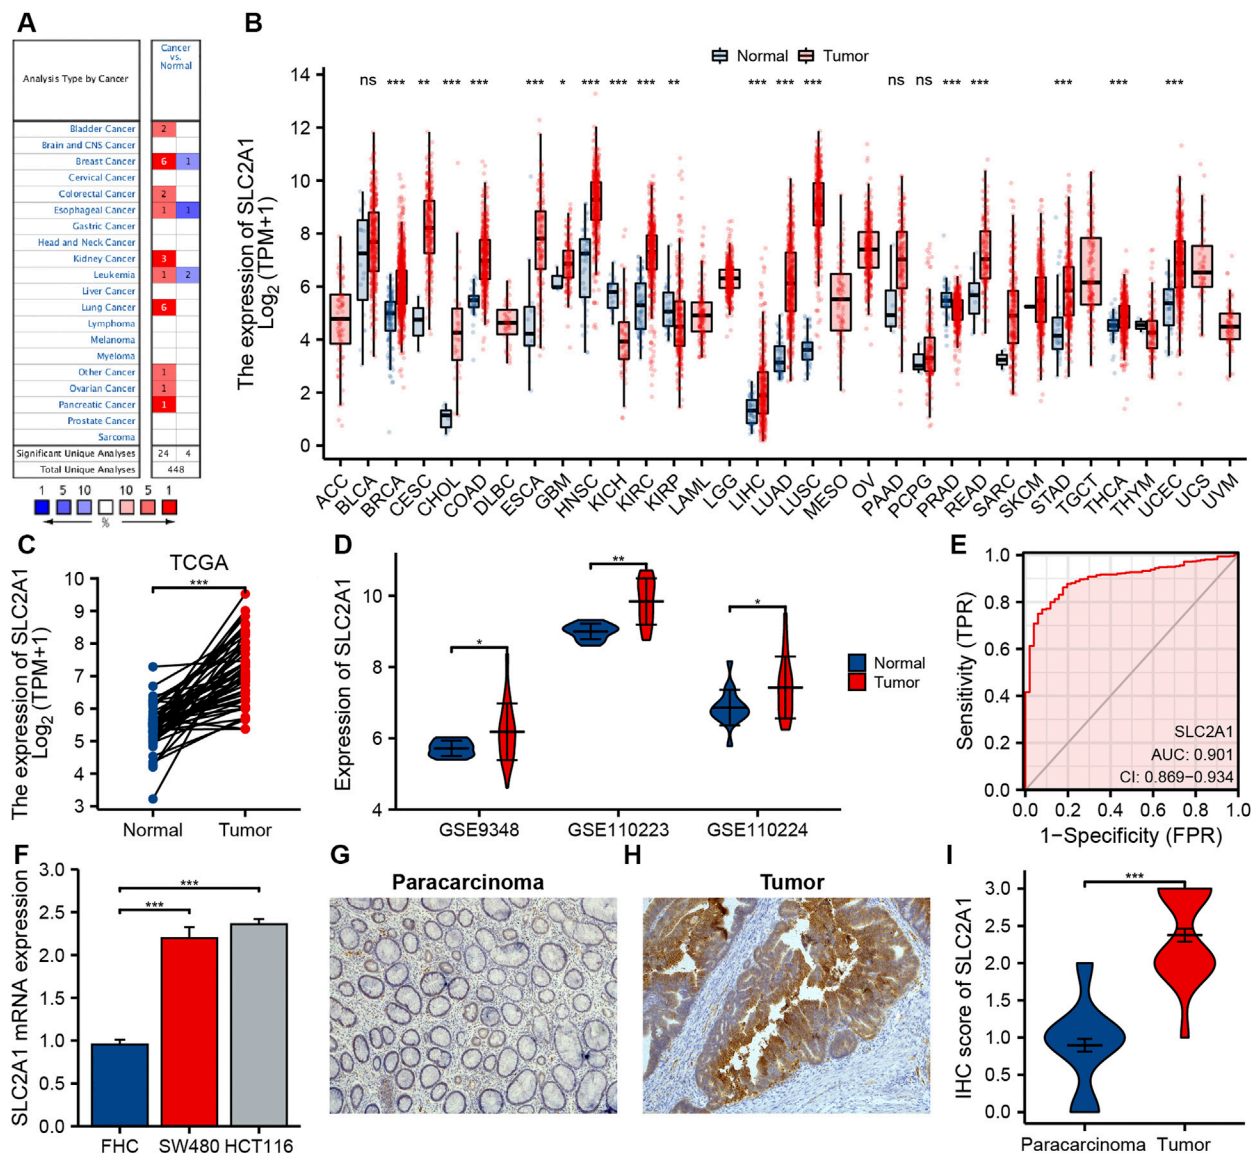 A
Cancer
vs.
Normal
Analysis Type by Cancer
Bladder Cancer 2
Brain and CNS Cancer
Breast Cancer 6 1
Cervical Cancer
Colorectal Cancer 2
Esophageal Cancer 1 1
Gastric Cancer
Head and Neck Cancer
Kidney Cancer 3
Leukemia 1 2
Liver Cancer
Lung Cancer 6
Lymphoma
Melanoma
Myeloma
Other Cancer 1
Ovarian Cancer 1
Pancreatic Cancer 1
Prostate Cancer
Sarcoma
Significant Unique Analyses 24 4
Total Unique Analyses 448
1 5 10 10 5 1
%
B
Normal Tumor
ns *** ** *** *** *** * *** *** *** ** *** *** *** ns ns *** *** *** *** ***
The expression of SLC2A1
Log2 (TPM+1)
14
12
10
8
6
4
2
0
ACC BLCA BRCA CESC CHOL COAD DLBC ESCA GBM HNSC KICH KIRC KIRP LAML LGG LIHC LUAD LUSC MESO OV PAAD PCPG PRAD READ SARC SKCM STAD TGCT THCA THYM UCEC UCS UVM
C
TCGA
***
The expression of SLC2A1
Log2 (TPM+1)
10
9
8
7
6
5
4
3
Normal Tumor
D
Expression of SLC2A1
10
8
6
4
* ** *
Normal
Tumor
GSE9348 GSE110223 GSE110224
E
Sensitivity (TPR)
1.0
0.8
0.6
0.4
0.2
0.0
SLC2A1
AUC: 0.901
CI: 0.869−0.934
0.0 0.2 0.4 0.6 0.8 1.0
1−Specificity (FPR)
F
SLC2A1 mRNA expression
3.0
2.5
2.0
1.5
1.0
0.5
0.0
***
***
FHC SW480 HCT116
G
Paracarcinoma
H
Tumor
I
IHC score of SLC2A1
3.0
2.5
2.0
1.5
1.0
0.5
0.0
***
Paracarcinoma Tumor